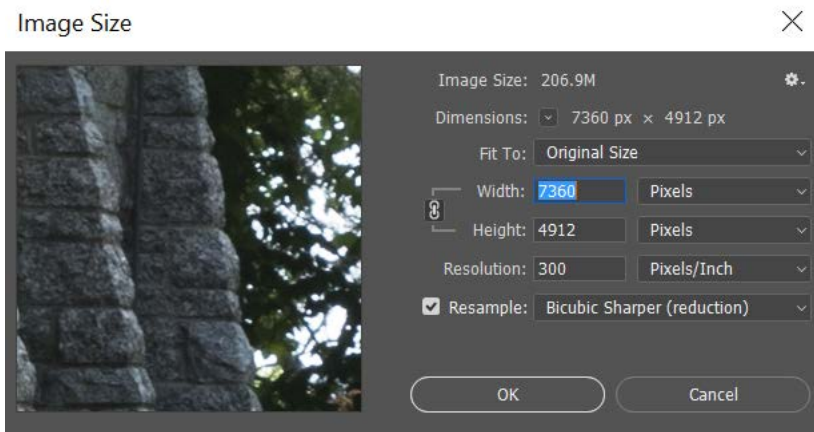 Image Size
Image Size: 206.9M
Dimensions: 7360 px × 4912 px
Fit To: Original Size
Width: 7360 Pixels
Height: 4912 Pixels
Resolution: 300 Pixels/Inch
Resample: Bicubic Sharper (reduction)
OK Cancel